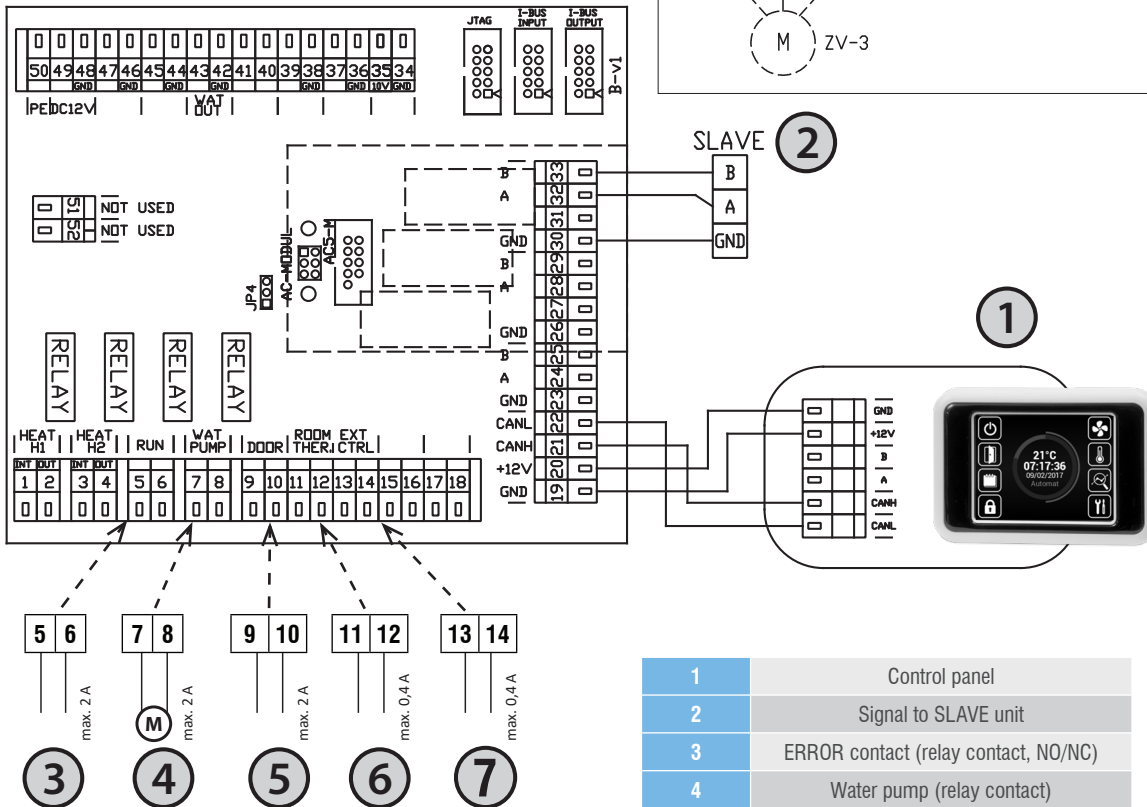 M ZV-3
JTAG
I-BUS INPUT
I-BUS OUTPUT
B-v1
50 49 48 47 46 45 44 43 42 41 40 39 38 37 36 35 34
GND GND GND GND GND GND 10V GND
PE DC12V WAT OUT
51 NOT USED
52 NOT USED
JP4
AC-MODUL
AC5-M
RELAY RELAY RELAY RELAY
B 33
A 32
31
GND 30
B 29
A 28
27
GND 26
B 25
A 24
GND 23
CANL 22
CANH 21
+12V 20
GND 19
SLAVE 2
B
A
GND
1
GND
+12V
B
A
CANH
CANL
21°C
07:17:36
09/02/2017
Automat
HEAT H1
HEAT H2
RUN
WAT PUMP
DOOR
ROOM THER.
EXT CTRL
INT OUT INT OUT
1 2 3 4 5 6 7 8 9 10 11 12 13 14 15 16 17 18
5 6
7 8
9 10
11 12
13 14
max. 2 A
M
max. 2 A
max. 2 A
max. 0,4 A
max. 0,4 A
3 4 5 6 7
1 Control panel
2 Signal to SLAVE unit
3 ERROR contact (relay contact, NO/NC)
4 Water pump (relay contact)